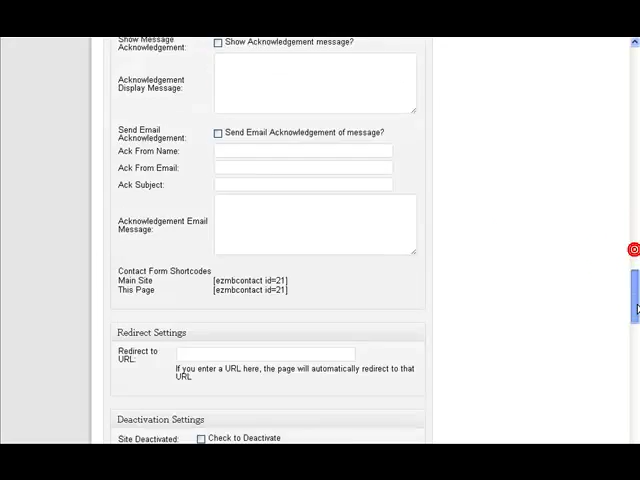 Show Message
Acknowledgement:
Show Acknowledgement message?
Acknowledgement
Display Message:
Send Email
Acknowledgement:
Send Email Acknowledgement of message?
Ack From Name:
Ack From Email:
Ack Subject:
Acknowledgement Email
Message:
Contact Form Shortcodes
Main Site [ezmbcontact id=21]
This Page [ezmbcontact id=21]
Redirect Settings
Redirect to
URL:
If you enter a URL here, the page will automatically redirect to that
URL
Deactivation Settings
Site Deactivated:
Check to Deactivate